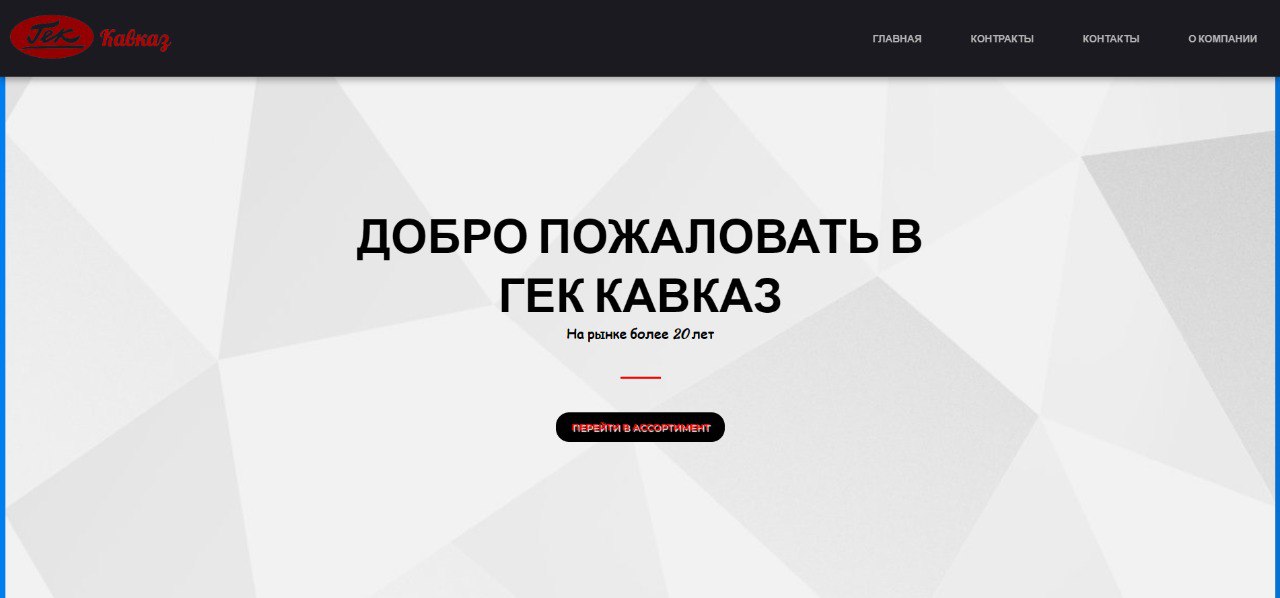 Гек Кавказ
ГЛАВНАЯ КОНТРАКТЫ КОНТАКТЫ О КОМПАНИИ
ДОБРО ПОЖАЛОВАТЬ В
ГЕК КАВКАЗ
На рынке более 20 лет
ПЕРЕЙТИ В АССОРТИМЕНТ